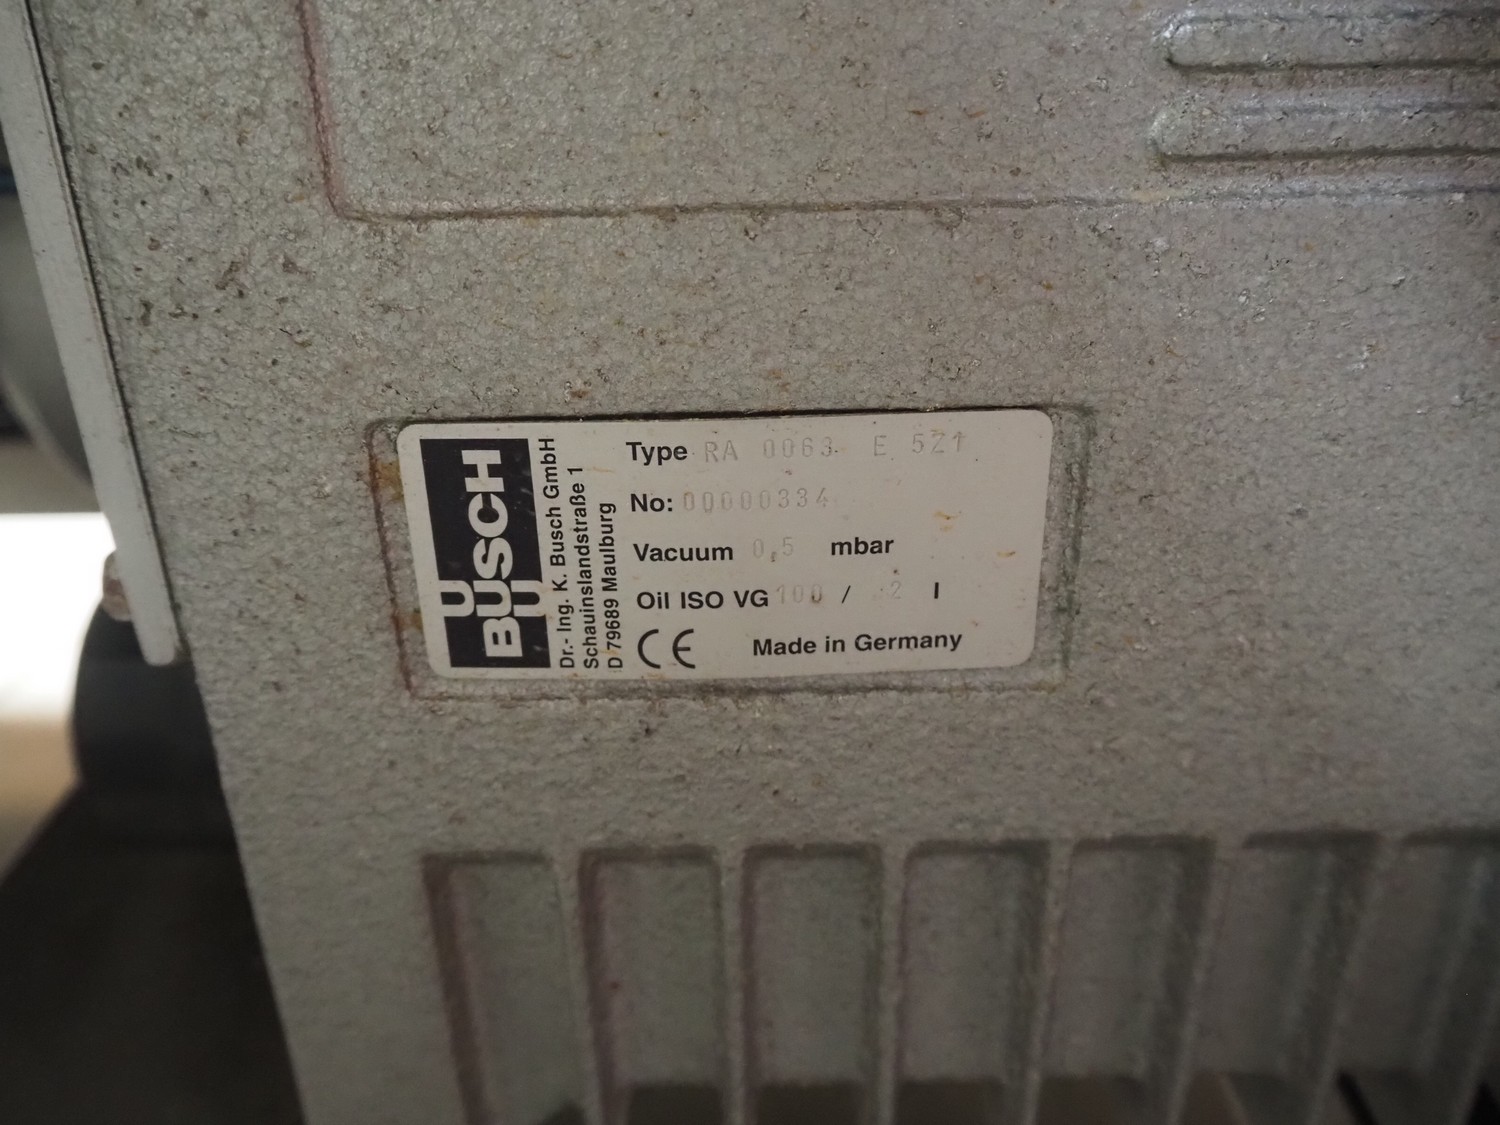 BUSCH
Dr.- Ing. K. Busch GmbH
Schauinslandstraße 1
D 79689 Maulburg
Type RA 0063 E 5Z1
No: 00000334
Vacuum 0,5 mbar
Oil ISO VG 100 / 2 l
CE Made in Germany